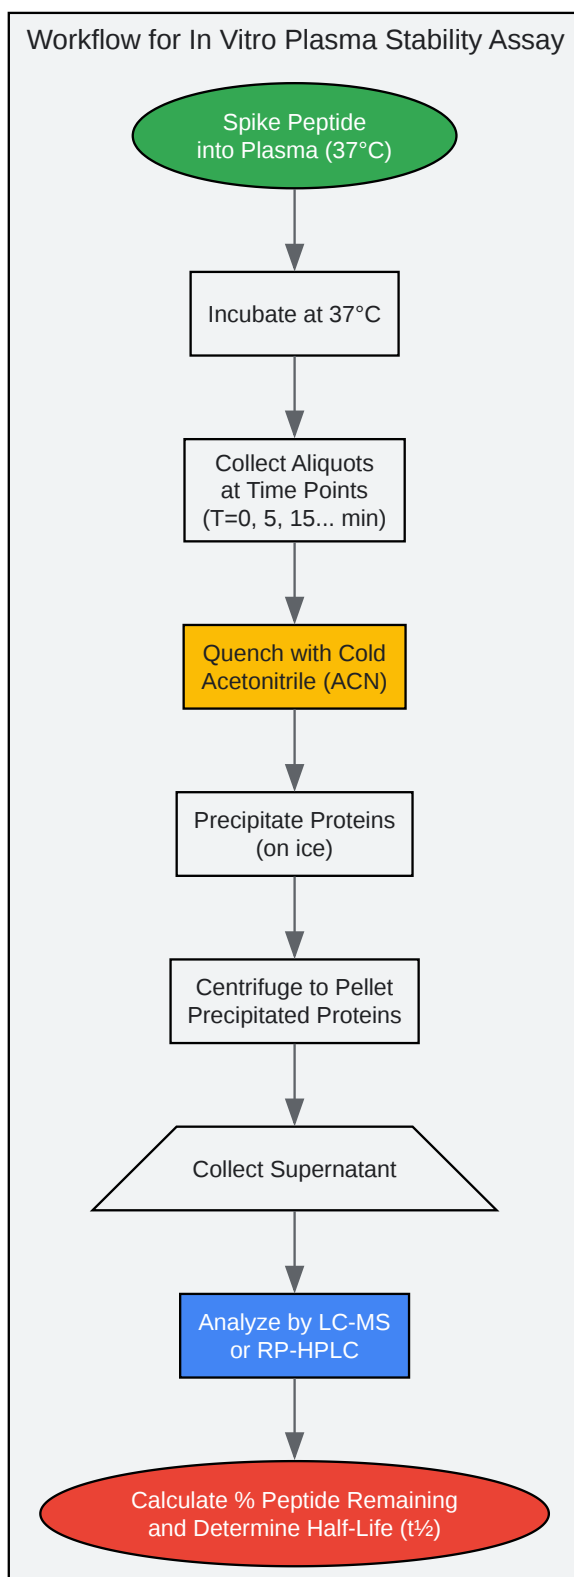 Workflow for In Vitro Plasma Stability Assay
Spike Peptide
into Plasma (37°C)
Incubate at 37°C
Collect Aliquots
at Time Points
(T=0, 5, 15... min)
Quench with Cold
Acetonitrile (ACN)
Precipitate Proteins
(on ice)
Centrifuge to Pellet
Precipitated Proteins
Collect Supernatant
Analyze by LC-MS
or RP-HPLC
Calculate % Peptide Remaining
and Determine Half-Life (t½)